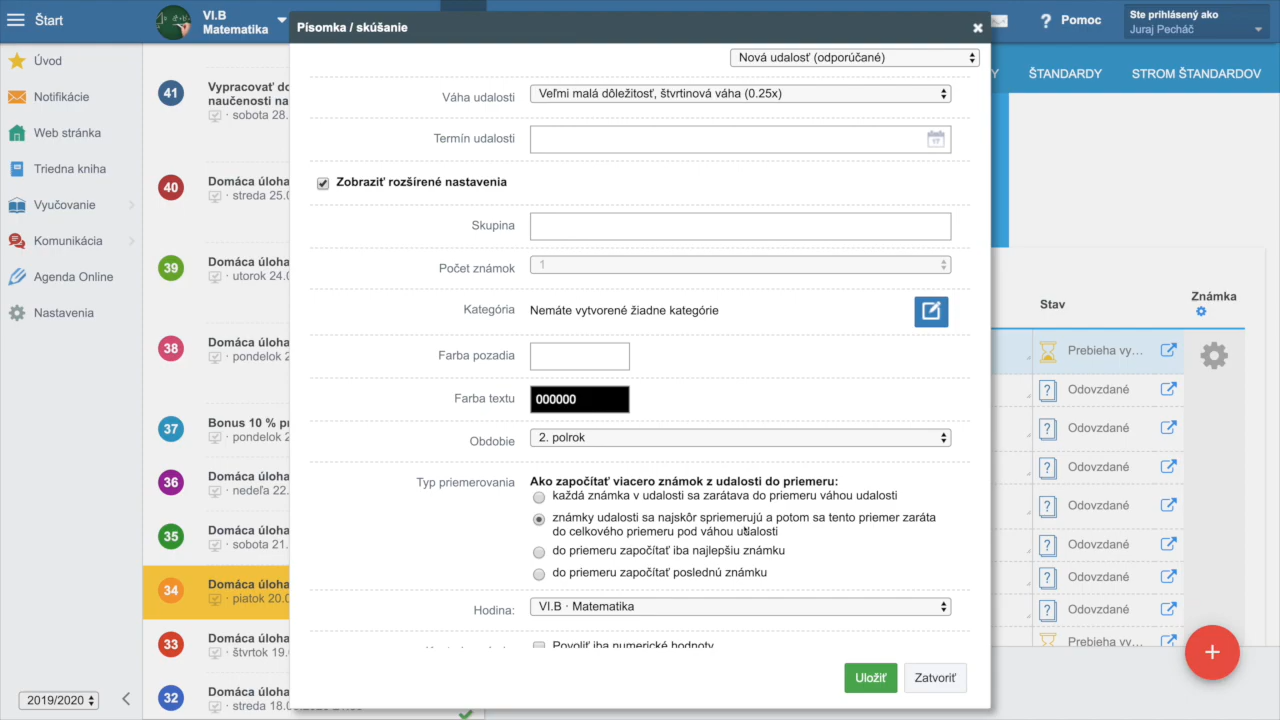 Štart
VI.B
Matematika
Písomka / skúšanie
Pomoc
Ste prihlásený ako
Juraj Pecháč
Nová udalosť (odporúčané)
Y
ŠTANDARDY
STROM ŠTANDARDOV
Úvod
Notifikácie
Web stránka
Triedna kniha
Vyučovanie
Komunikácia
Agenda Online
Nastavenia
2019/2020
41
Vypracovať do
naučenosti na
· sobota 28.
40
Domáca úloha
· streda 25.0
39
Domáca úloha
· utorok 24.0
38
Domáca úloha
· pondelok 2
37
Bonus 10 % pr
· pondelok 2
36
Domáca úloha
· nedeľa 22.
35
Domáca úloha
· sobota 21.
34
Domáca úloha
· piatok 20.0
33
Domáca úloha
· štvrtok 19.
32
Domáca úloha
· streda 18.0
Váha udalosti
Veľmi malá dôležitosť, štvrtinová váha (0.25x)
Termín udalosti
Zobraziť rozšírené nastavenia
Skupina
Počet známok
1
Kategória
Nemáte vytvorené žiadne kategórie
Farba pozadia
Farba textu
000000
Obdobie
2. polrok
Typ priemerovania
Ako započítať viacero známok z udalosti do priemeru:
každá známka v udalosti sa zarátava do priemeru váhou udalosti
známky udalosti sa najskôr spriemerujú a potom sa tento priemer zaráta
do celkového priemeru pod váhou udalosti
do priemeru započítať iba najlepšiu známku
do priemeru započítať poslednú známku
Hodina:
VI.B · Matematika
Povoliť iba numerické hodnoty
Uložiť
Zatvoriť
Stav
Známka
Prebieha vy...
Odovzdané
Odovzdané
Odovzdané
Odovzdané
Odovzdané
Odovzdané
Odovzdané
Prebieha vy...